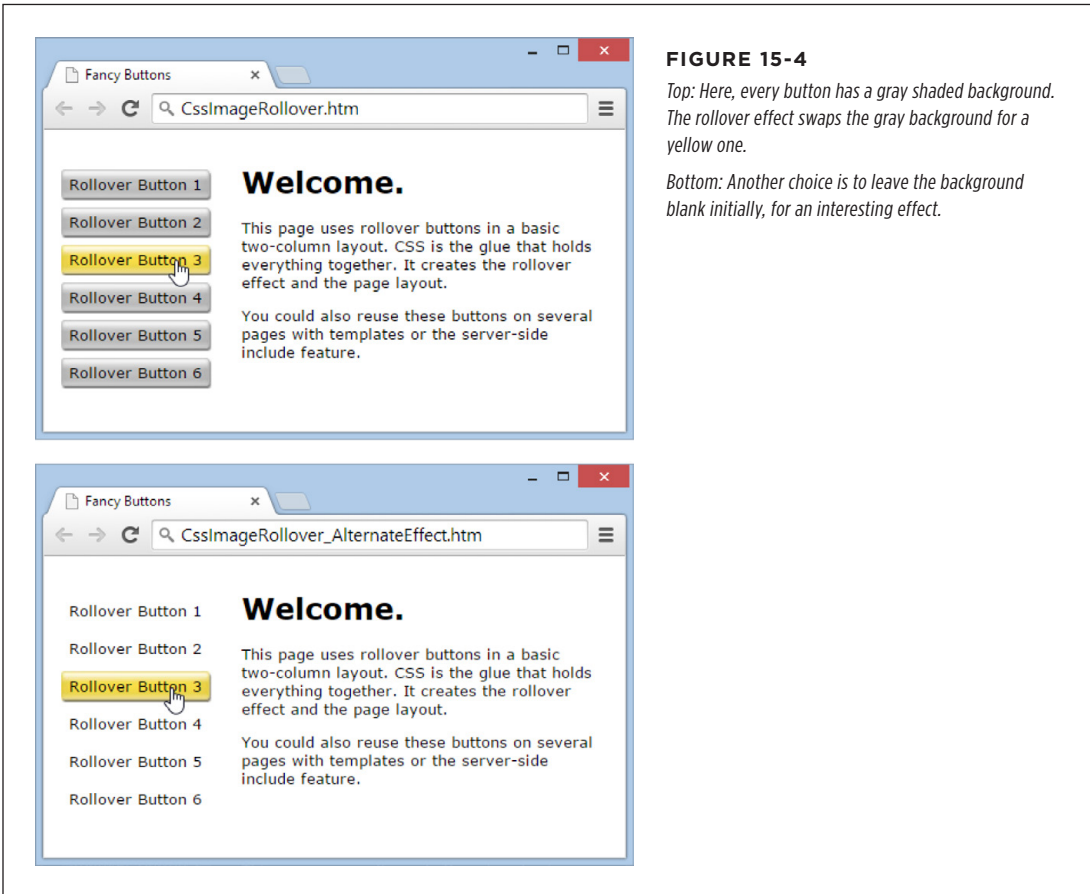 Fancy Buttons
CssImageRollover.htm
Rollover Button 1
Rollover Button 2
Rollover Button 3
Rollover Button 4
Rollover Button 5
Rollover Button 6
Welcome.
This page uses rollover buttons in a basic
two-column layout. CSS is the glue that holds
everything together. It creates the rollover
effect and the page layout.
You could also reuse these buttons on several
pages with templates or the server-side
include feature.
FIGURE 15-4
Top: Here, every button has a gray shaded background.
The rollover effect swaps the gray background for a
yellow one.
Bottom: Another choice is to leave the background
blank initially, for an interesting effect.
Fancy Buttons
CssImageRollover_AlternateEffect.htm
Rollover Button 1
Rollover Button 2
Rollover Button 3
Rollover Button 4
Rollover Button 5
Rollover Button 6
Welcome.
This page uses rollover buttons in a basic
two-column layout. CSS is the glue that holds
everything together. It creates the rollover
effect and the page layout.
You could also reuse these buttons on several
pages with templates or the server-side
include feature.